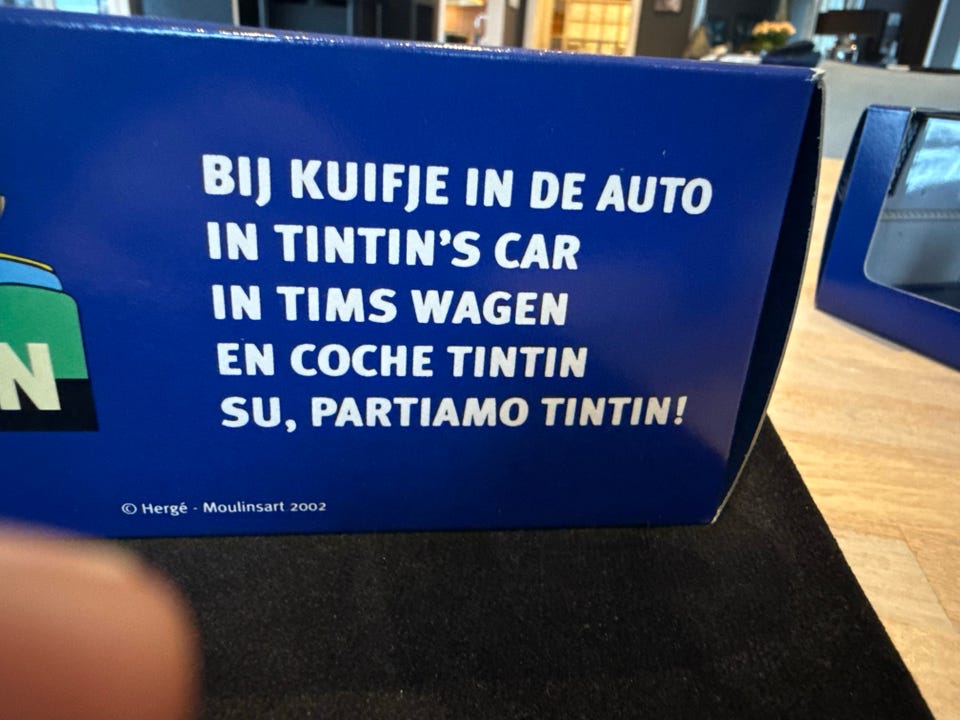 BIJ KUIFJE IN DE AUTO
IN TINTIN'S CAR
IN TIMS WAGEN
EN COCHE TINTIN
SU, PARTIAMO TINTIN!
N
© Hergé - Moulinsart 2002